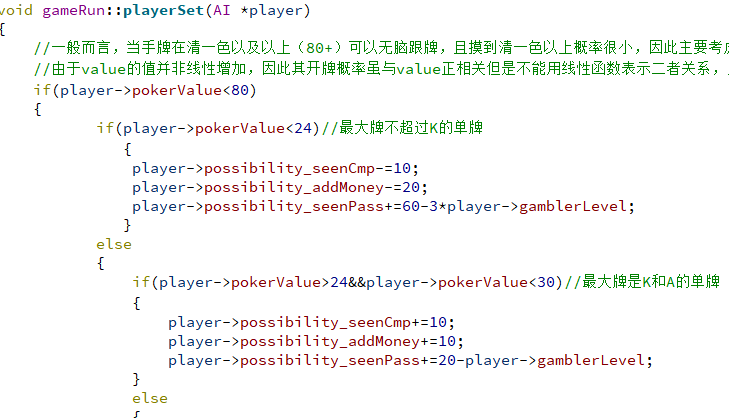 void gameRun::playerSet(AI *player)
{
//一般而言，当手牌在清一色以及以上（80+）可以无脑跟牌，且摸到清一色以上概率很小，因此主要考虑
//由于value的值并非线性增加，因此其开牌概率虽与value正相关但是不能用线性函数表示二者关系，
if(player->pokerValue<80)
{
if(player->pokerValue<24)//最大牌不超过K的单牌
{
player->possibility_seenCmp-=10;
player->possibility_addMoney-=20;
player->possibility_seenPass+=60-3*player->gamblerLevel;
}
else
{
if(player->pokerValue>24&&player->pokerValue<30)//最大牌是K和A的单牌
{
player->possibility_seenCmp+=10;
player->possibility_addMoney+=10;
player->possibility_seenPass+=20-player->gamblerLevel;
}
else
{